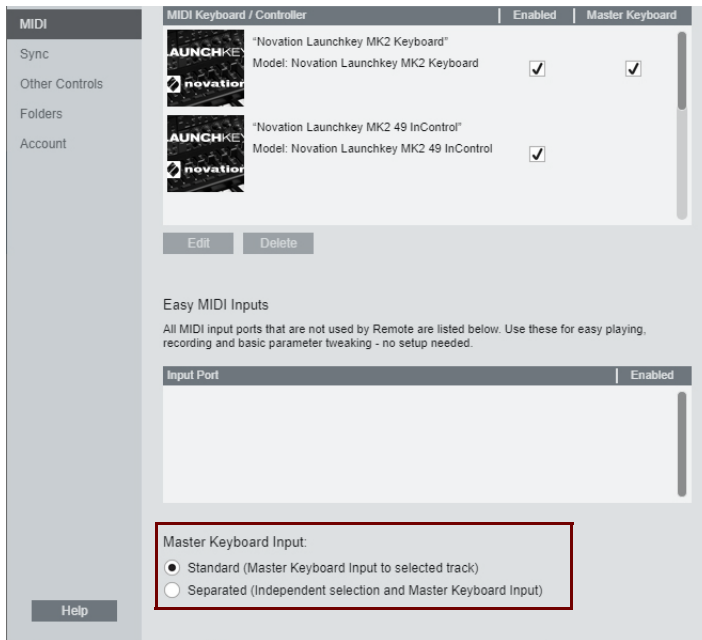 MIDI
Sync
Other Controls
Folders
Account
Help
MIDI Keyboard / Controller
Enabled
Master Keyboard
AUNCHKEY
novation
“Novation Launchkey MK2 Keyboard”
Model: Novation Launchkey MK2 Keyboard
AUNCHKEY
novation
“Novation Launchkey MK2 49 InControl”
Model: Novation Launchkey MK2 49 InControl
Edit
Delete
Easy MIDI Inputs
All MIDI input ports that are not used by Remote are listed below. Use these for easy playing,
recording and basic parameter tweaking - no setup needed.
Input Port
Enabled
Master Keyboard Input:
Standard (Master Keyboard Input to selected track)
Separated (Independent selection and Master Keyboard Input)